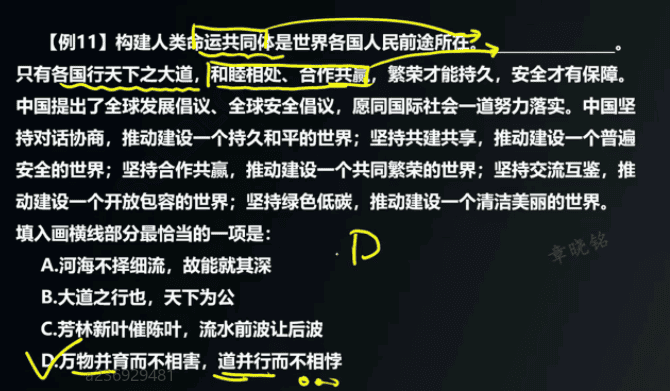 【例11】构建人类命运共同体是世界各国人民前途所在。____________。
只有各国行天下之大道，和睦相处、合作共赢，繁荣才能持久，安全才有保障。
中国提出了全球发展倡议、全球安全倡议，愿同国际社会一道努力落实。中国坚
持对话协商，推动建设一个持久和平的世界；坚持共建共享，推动建设一个普遍
安全的世界；坚持合作共赢，推动建设一个共同繁荣的世界；坚持交流互鉴，推
动建设一个开放包容的世界；坚持绿色低碳，推动建设一个清洁美丽的世界。
填入画横线部分最恰当的一项是：
D
章晓铭
A.河海不择细流，故能就其深
B.大道之行也，天下为公
C.芳林新叶催陈叶，流水前波让后波
D.万物并育而不相害，道并行而不相悖
a236929481